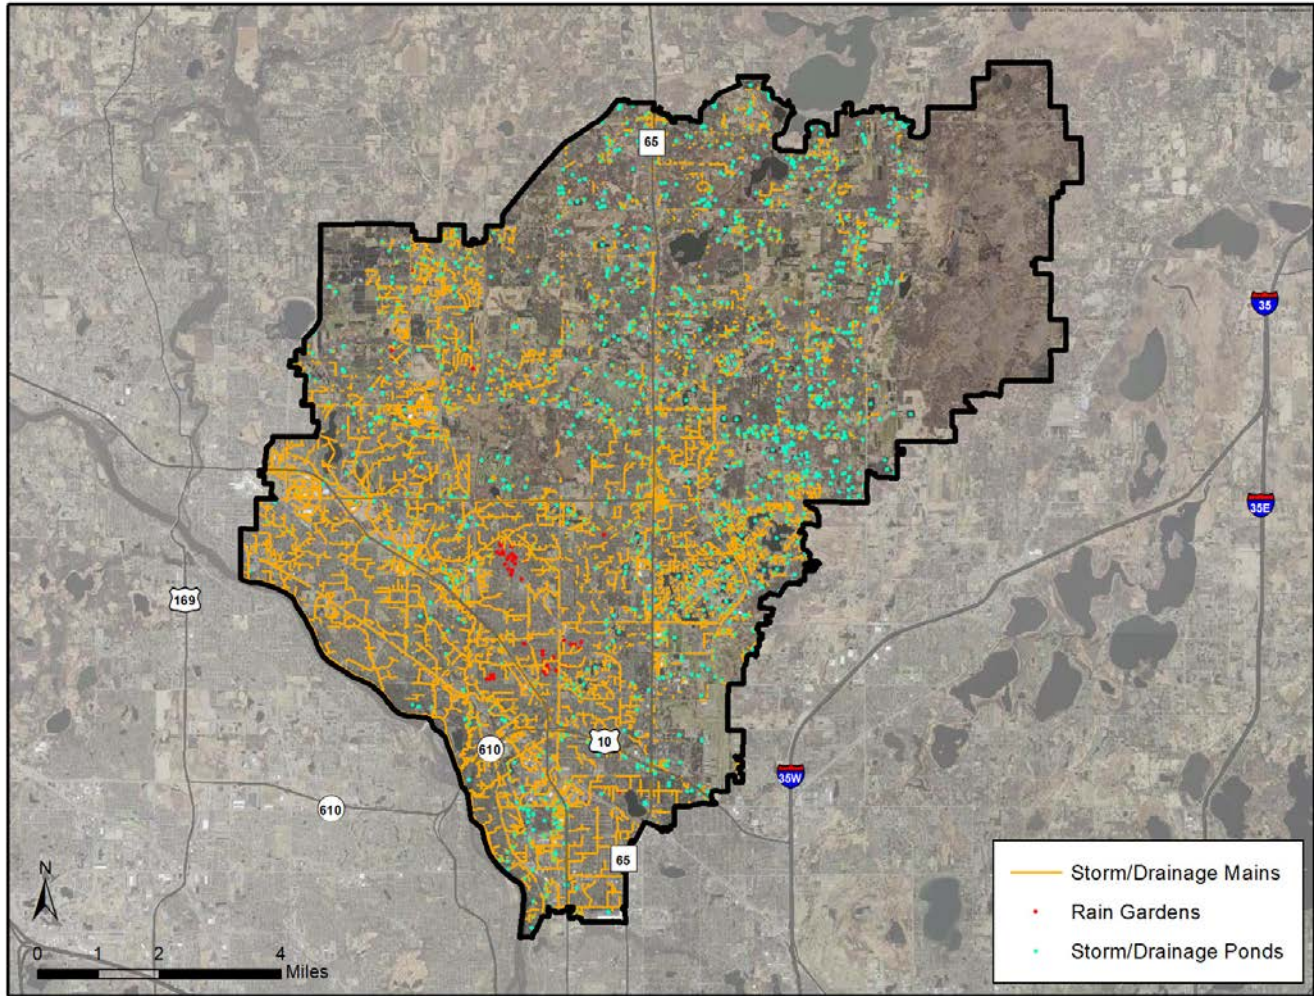 65
35
35E
169
10
610
35W
610
65
N
0 1 2 4
Miles
Storm/Drainage Mains
Rain Gardens
Storm/Drainage Ponds